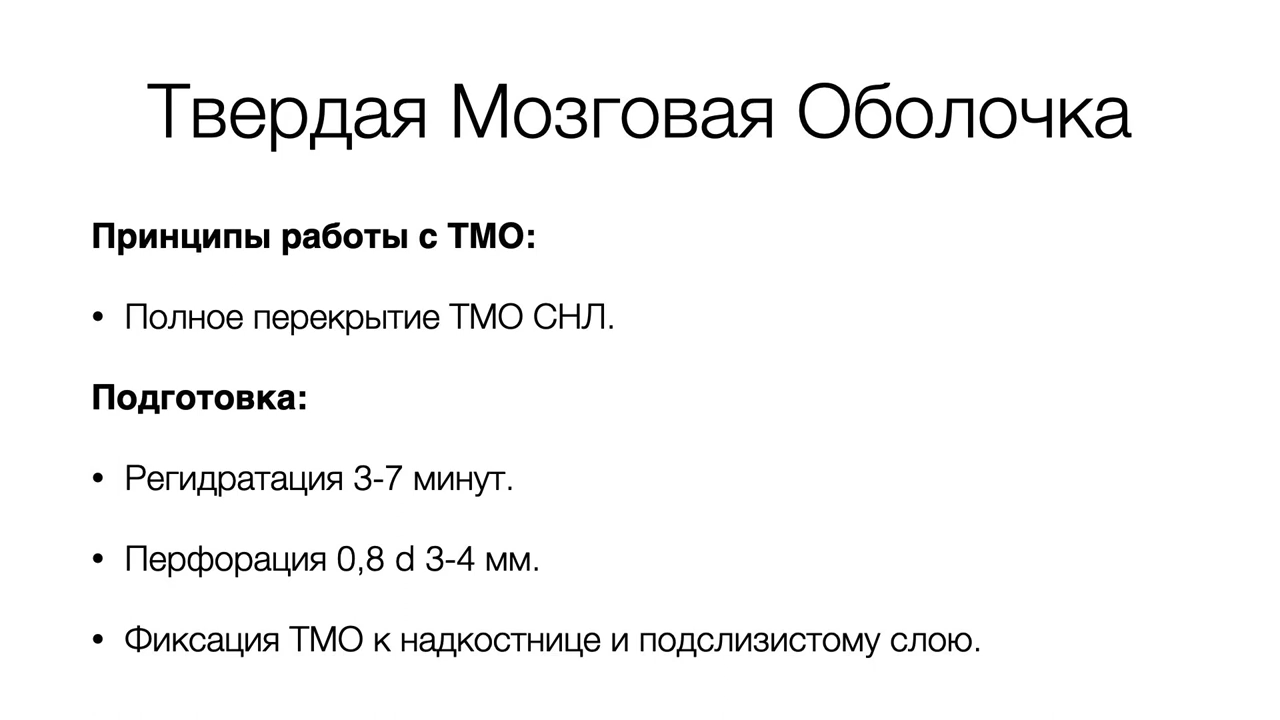 Твердая Мозговая Оболочка
Принципы работы с ТМО:
• Полное перекрытие ТМО СНЛ.
Подготовка:
• Регидратация 3-7 минут.
• Перфорация 0,8 d 3-4 мм.
• Фиксация ТМО к надкостнице и подслизистому слою.